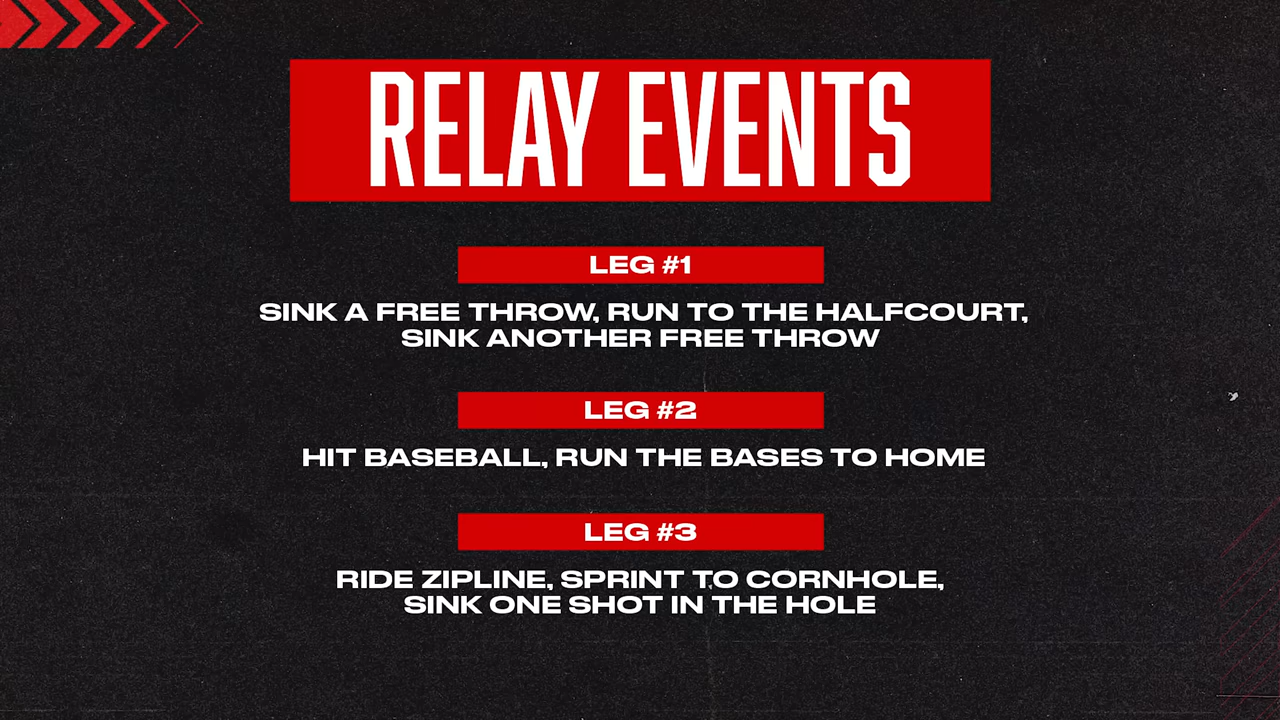 RELAY EVENTS
LEG #1
SINK A FREE THROW, RUN TO THE HALFCOURT,
SINK ANOTHER FREE THROW
LEG #2
HIT BASEBALL, RUN THE BASES TO HOME
LEG #3
RIDE ZIPLINE, SPRINT TO CORNHOLE,
SINK ONE SHOT IN THE HOLE